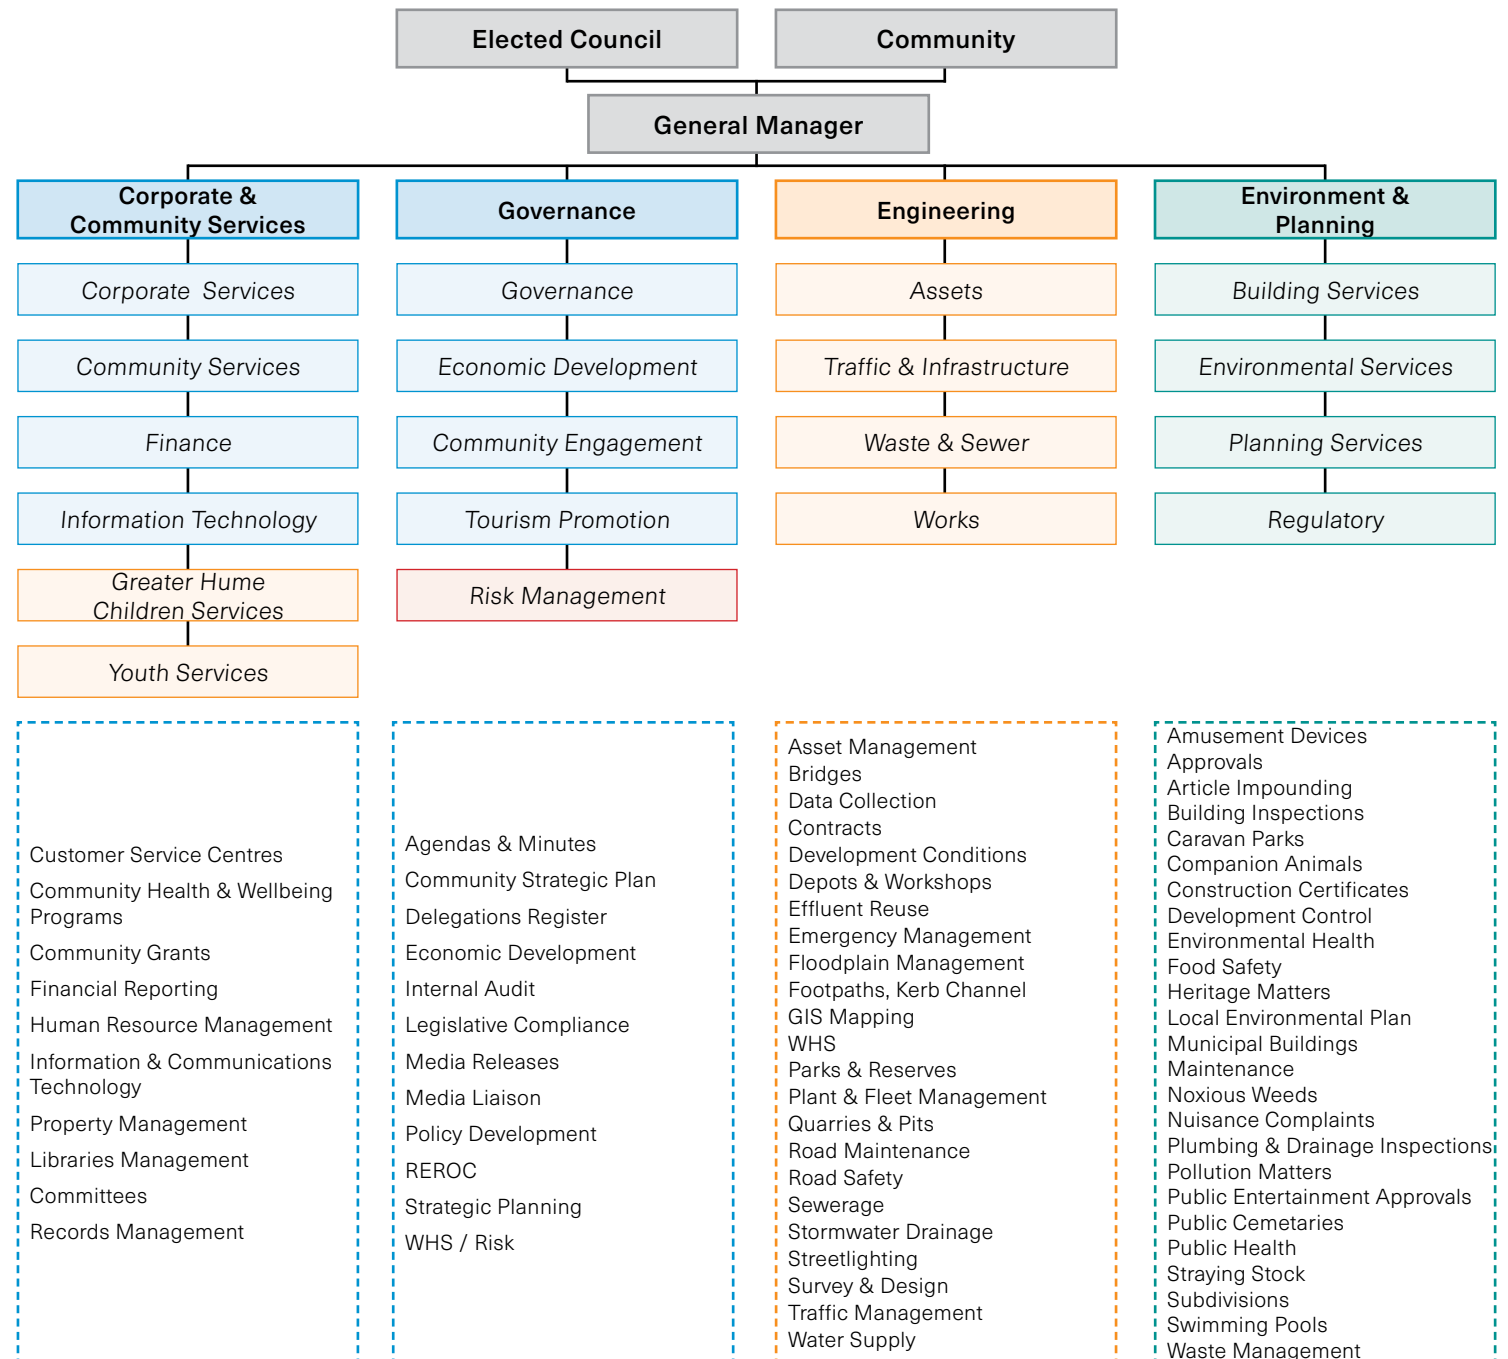 Elected Council
Community
General Manager
Corporate &
Community Services
Governance
Engineering
Environment &
Planning
Corporate Services
Community Services
Finance
Information Technology
Greater Hume
Children Services
Youth Services
Governance
Economic Development
Community Engagement
Tourism Promotion
Risk Management
Assets
Traffic & Infrastructure
Waste & Sewer
Works
Building Services
Environmental Services
Planning Services
Regulatory
Customer Service Centres
Community Health & Wellbeing
Programs
Community Grants
Financial Reporting
Human Resource Management
Information & Communications
Technology
Property Management
Libraries Management
Committees
Records Management
Agendas & Minutes
Community Strategic Plan
Delegations Register
Economic Development
Internal Audit
Legislative Compliance
Media Releases
Media Liaison
Policy Development
REROC
Strategic Planning
WHS / Risk
Asset Management
Bridges
Data Collection
Contracts
Development Conditions
Depots & Workshops
Effluent Reuse
Emergency Management
Floodplain Management
Footpaths, Kerb Channel
GIS Mapping
WHS
Parks & Reserves
Plant & Fleet Management
Quarries & Pits
Road Maintenance
Road Safety
Sewerage
Stormwater Drainage
Streetlighting
Survey & Design
Traffic Management
Water Supply
Amusement Devices
Approvals
Article Impounding
Building Inspections
Caravan Parks
Companion Animals
Construction Certificates
Development Control
Environmental Health
Food Safety
Heritage Matters
Local Environmental Plan
Municipal Buildings
Maintenance
Noxious Weeds
Nuisance Complaints
Plumbing & Drainage Inspections
Pollution Matters
Public Entertainment Approvals
Public Cemetaries
Public Health
Straying Stock
Subdivisions
Swimming Pools
Waste Management